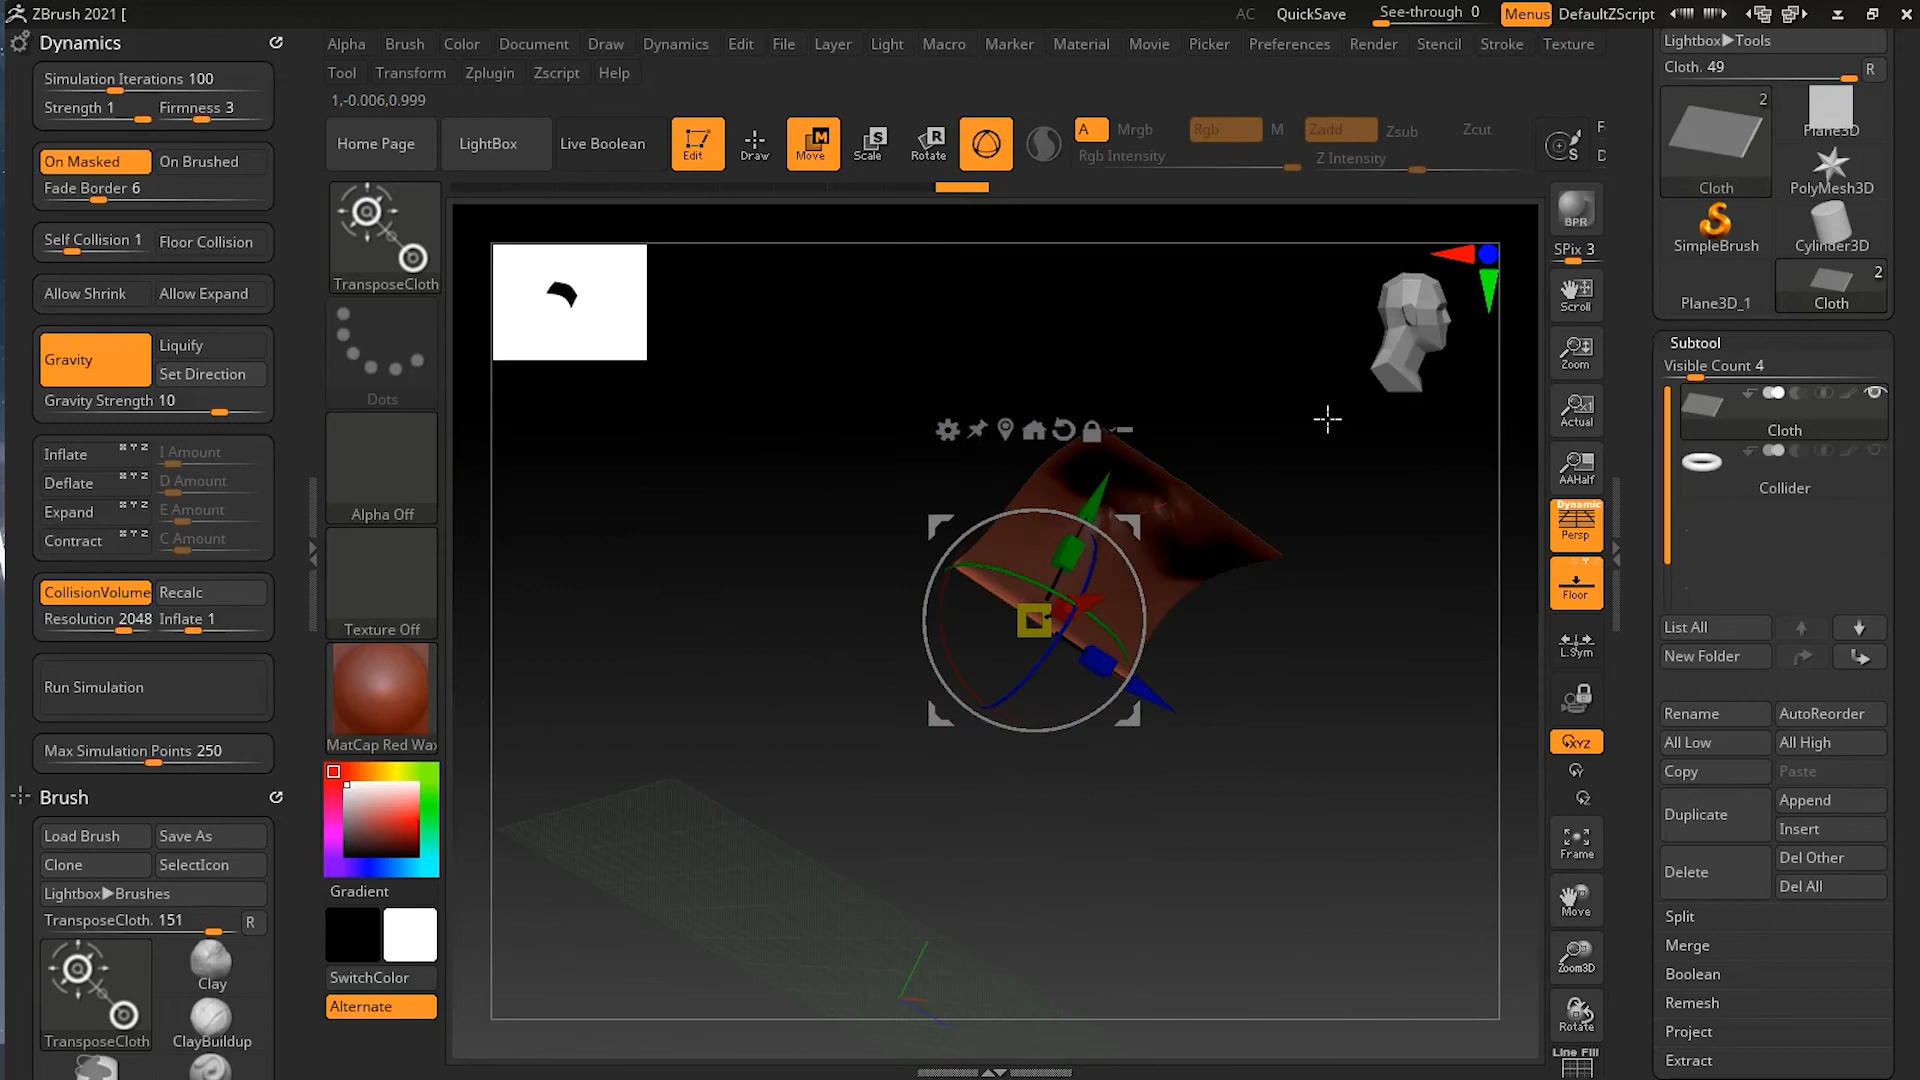 ZBrush 2021 [
AC
QuickSave
See-through 0
Menus
DefaultZScript
Dynamics
Simulation Iterations 100
Strength 1
Firmness 3
On Masked
On Brushed
Fade Border 6
Self Collision 1
Floor Collision
Allow Shrink
Allow Expand
Gravity
Liquify
Set Direction
Gravity Strength 10
Inflate
X Y Z
I Amount
Deflate
X Y Z
D Amount
Expand
X Y Z
E Amount
Contract
X Y Z
C Amount
CollisionVolume
Recalc
Resolution 2048
Inflate 1
Run Simulation
Max Simulation Points 250
Brush
Load Brush
Save As
Clone
SelectIcon
Lightbox▶Brushes
TransposeCloth. 151
R
TransposeCloth
Clay
ClayBuildup
Alpha
Brush
Color
Document
Draw
Dynamics
Edit
File
Layer
Light
Macro
Marker
Material
Movie
Picker
Preferences
Render
Stencil
Stroke
Texture
Tool
Transform
Zplugin
Zscript
Help
1,-0.006,0.999
Home Page
LightBox
Live Boolean
Edit
Draw
M
Move
S
Scale
R
Rotate
A
Mrgb
Rgb
M
Zadd
Zsub
Zcut
Rgb Intensity
Z Intensity
S
F
D
TransposeCloth
Dots
Alpha Off
Texture Off
MatCap Red Wax
Gradient
SwitchColor
Alternate
BPR
SPix 3
Scroll
Zoom
Actual
AAHalf
Dynamic
Persp
Floor
L.Sym
XYZ
Y
Z
Frame
Move
Zoom3D
Rotate
Line Fill
Lightbox▶Tools
Cloth. 49
R
2
Cloth
Plane3D
PolyMesh3D
SimpleBrush
Cylinder3D
Plane3D_1
2
Cloth
Subtool
Visible Count 4
Cloth
Collider
List All
New Folder
Rename
AutoReorder
All Low
All High
Copy
Paste
Duplicate
Append
Insert
Delete
Del Other
Del All
Split
Merge
Boolean
Remesh
Project
Extract